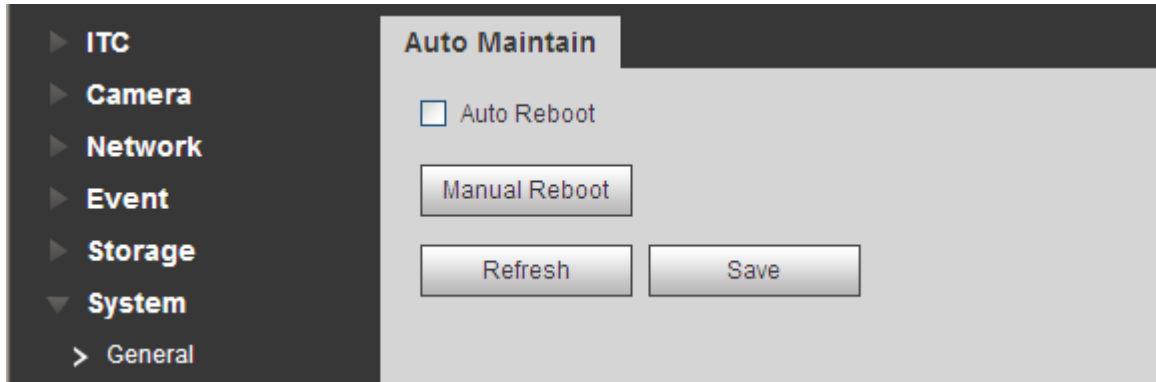 ITC
Camera
Network
Event
Storage
System
General
Auto Maintain
Auto Reboot
Manual Reboot
Refresh
Save